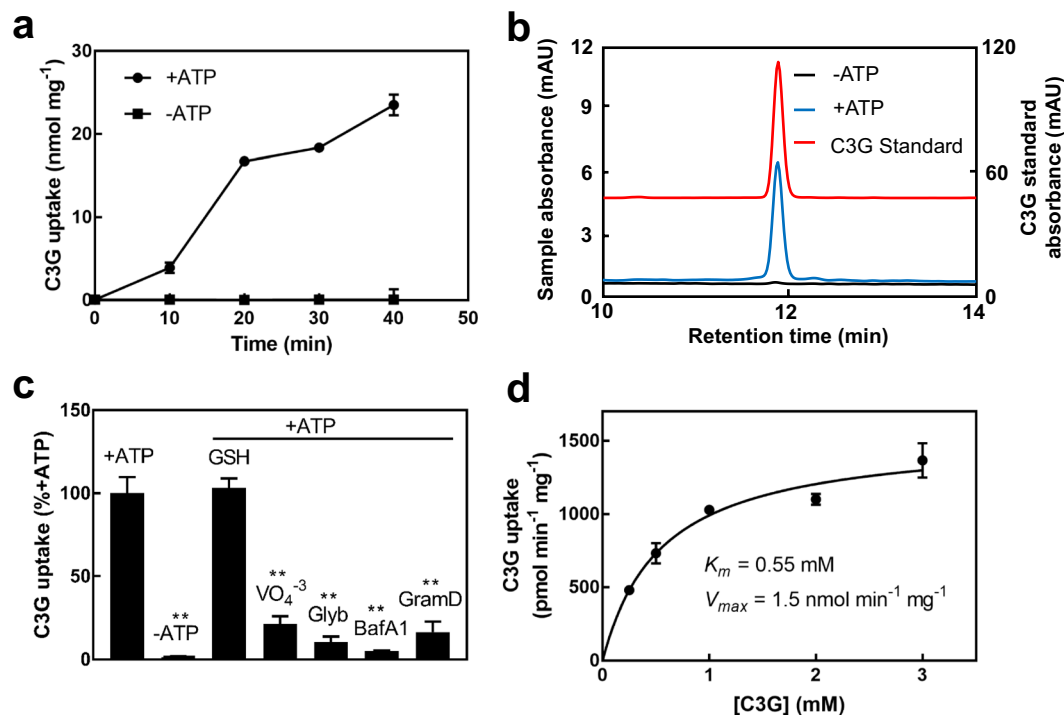 a
30
20
10
0
C3G uptake (nmol mg⁻¹)
+ATP
-ATP
0 10 20 30 40 50
Time (min)
b
12
9
6
3
0
Sample absorbance (mAU)
-ATP
+ATP
C3G Standard
120
60
0
C3G standard
absorbance (mAU)
10 12 14
Retention time (min)
c
150
100
50
0
C3G uptake (%+ATP)
+ATP
+ATP
GSH
**
-ATP
**
VO₄⁻³
**
Glyb
**
BafA1
**
GramD
d
1500
1000
500
0
C3G uptake
(pmol min⁻¹ mg⁻¹)
Kₘ = 0.55 mM
Vₘₐₓ = 1.5 nmol min⁻¹ mg⁻¹
0 1 2 3
[C3G] (mM)